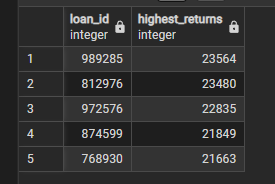 loan_id highest_returns
integer integer
1 989285 23564
2 812976 23480
3 972576 22835
4 874599 21849
5 768930 21663